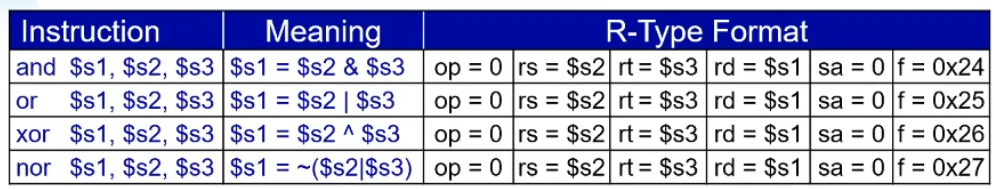 Instruction Meaning R-Type Format
and $s1, $s2, $s3 $s1 = $s2 & $s3 op = 0 rs = $s2 rt = $s3 rd = $s1 sa = 0 f = 0x24
or $s1, $s2, $s3 $s1 = $s2 | $s3 op = 0 rs = $s2 rt = $s3 rd = $s1 sa = 0 f = 0x25
xor $s1, $s2, $s3 $s1 = $s2 ^ $s3 op = 0 rs = $s2 rt = $s3 rd = $s1 sa = 0 f = 0x26
nor $s1, $s2, $s3 $s1 = ~($s2|$s3) op = 0 rs = $s2 rt = $s3 rd = $s1 sa = 0 f = 0x27